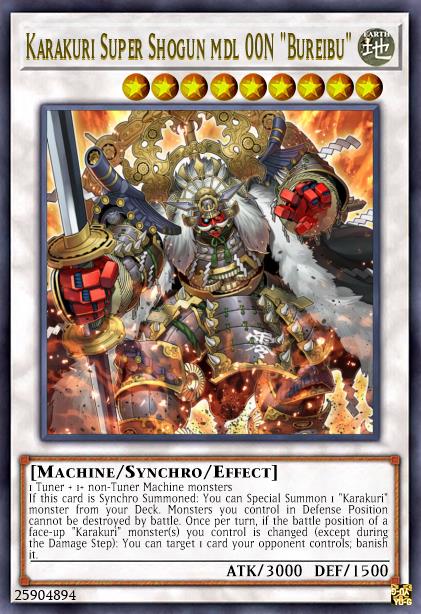 KARAKURI SUPER SHOGUN MDL 00N "BUREIBU"
EARTH
地
[MACHINE/SYNCHRO/EFFECT]
1 Tuner + 1+ non-Tuner Machine monsters
If this card is Synchro Summoned: You can Special Summon 1 "Karakuri"
monster from your Deck. Monsters you control in Defense Position
cannot be destroyed by battle. Once per turn, if the battle position of a
face-up "Karakuri" monster(s) you control is changed (except during
the Damage Step): You can target 1 card your opponent controls; banish
it.
ATK/3000 DEF/1500
25904894